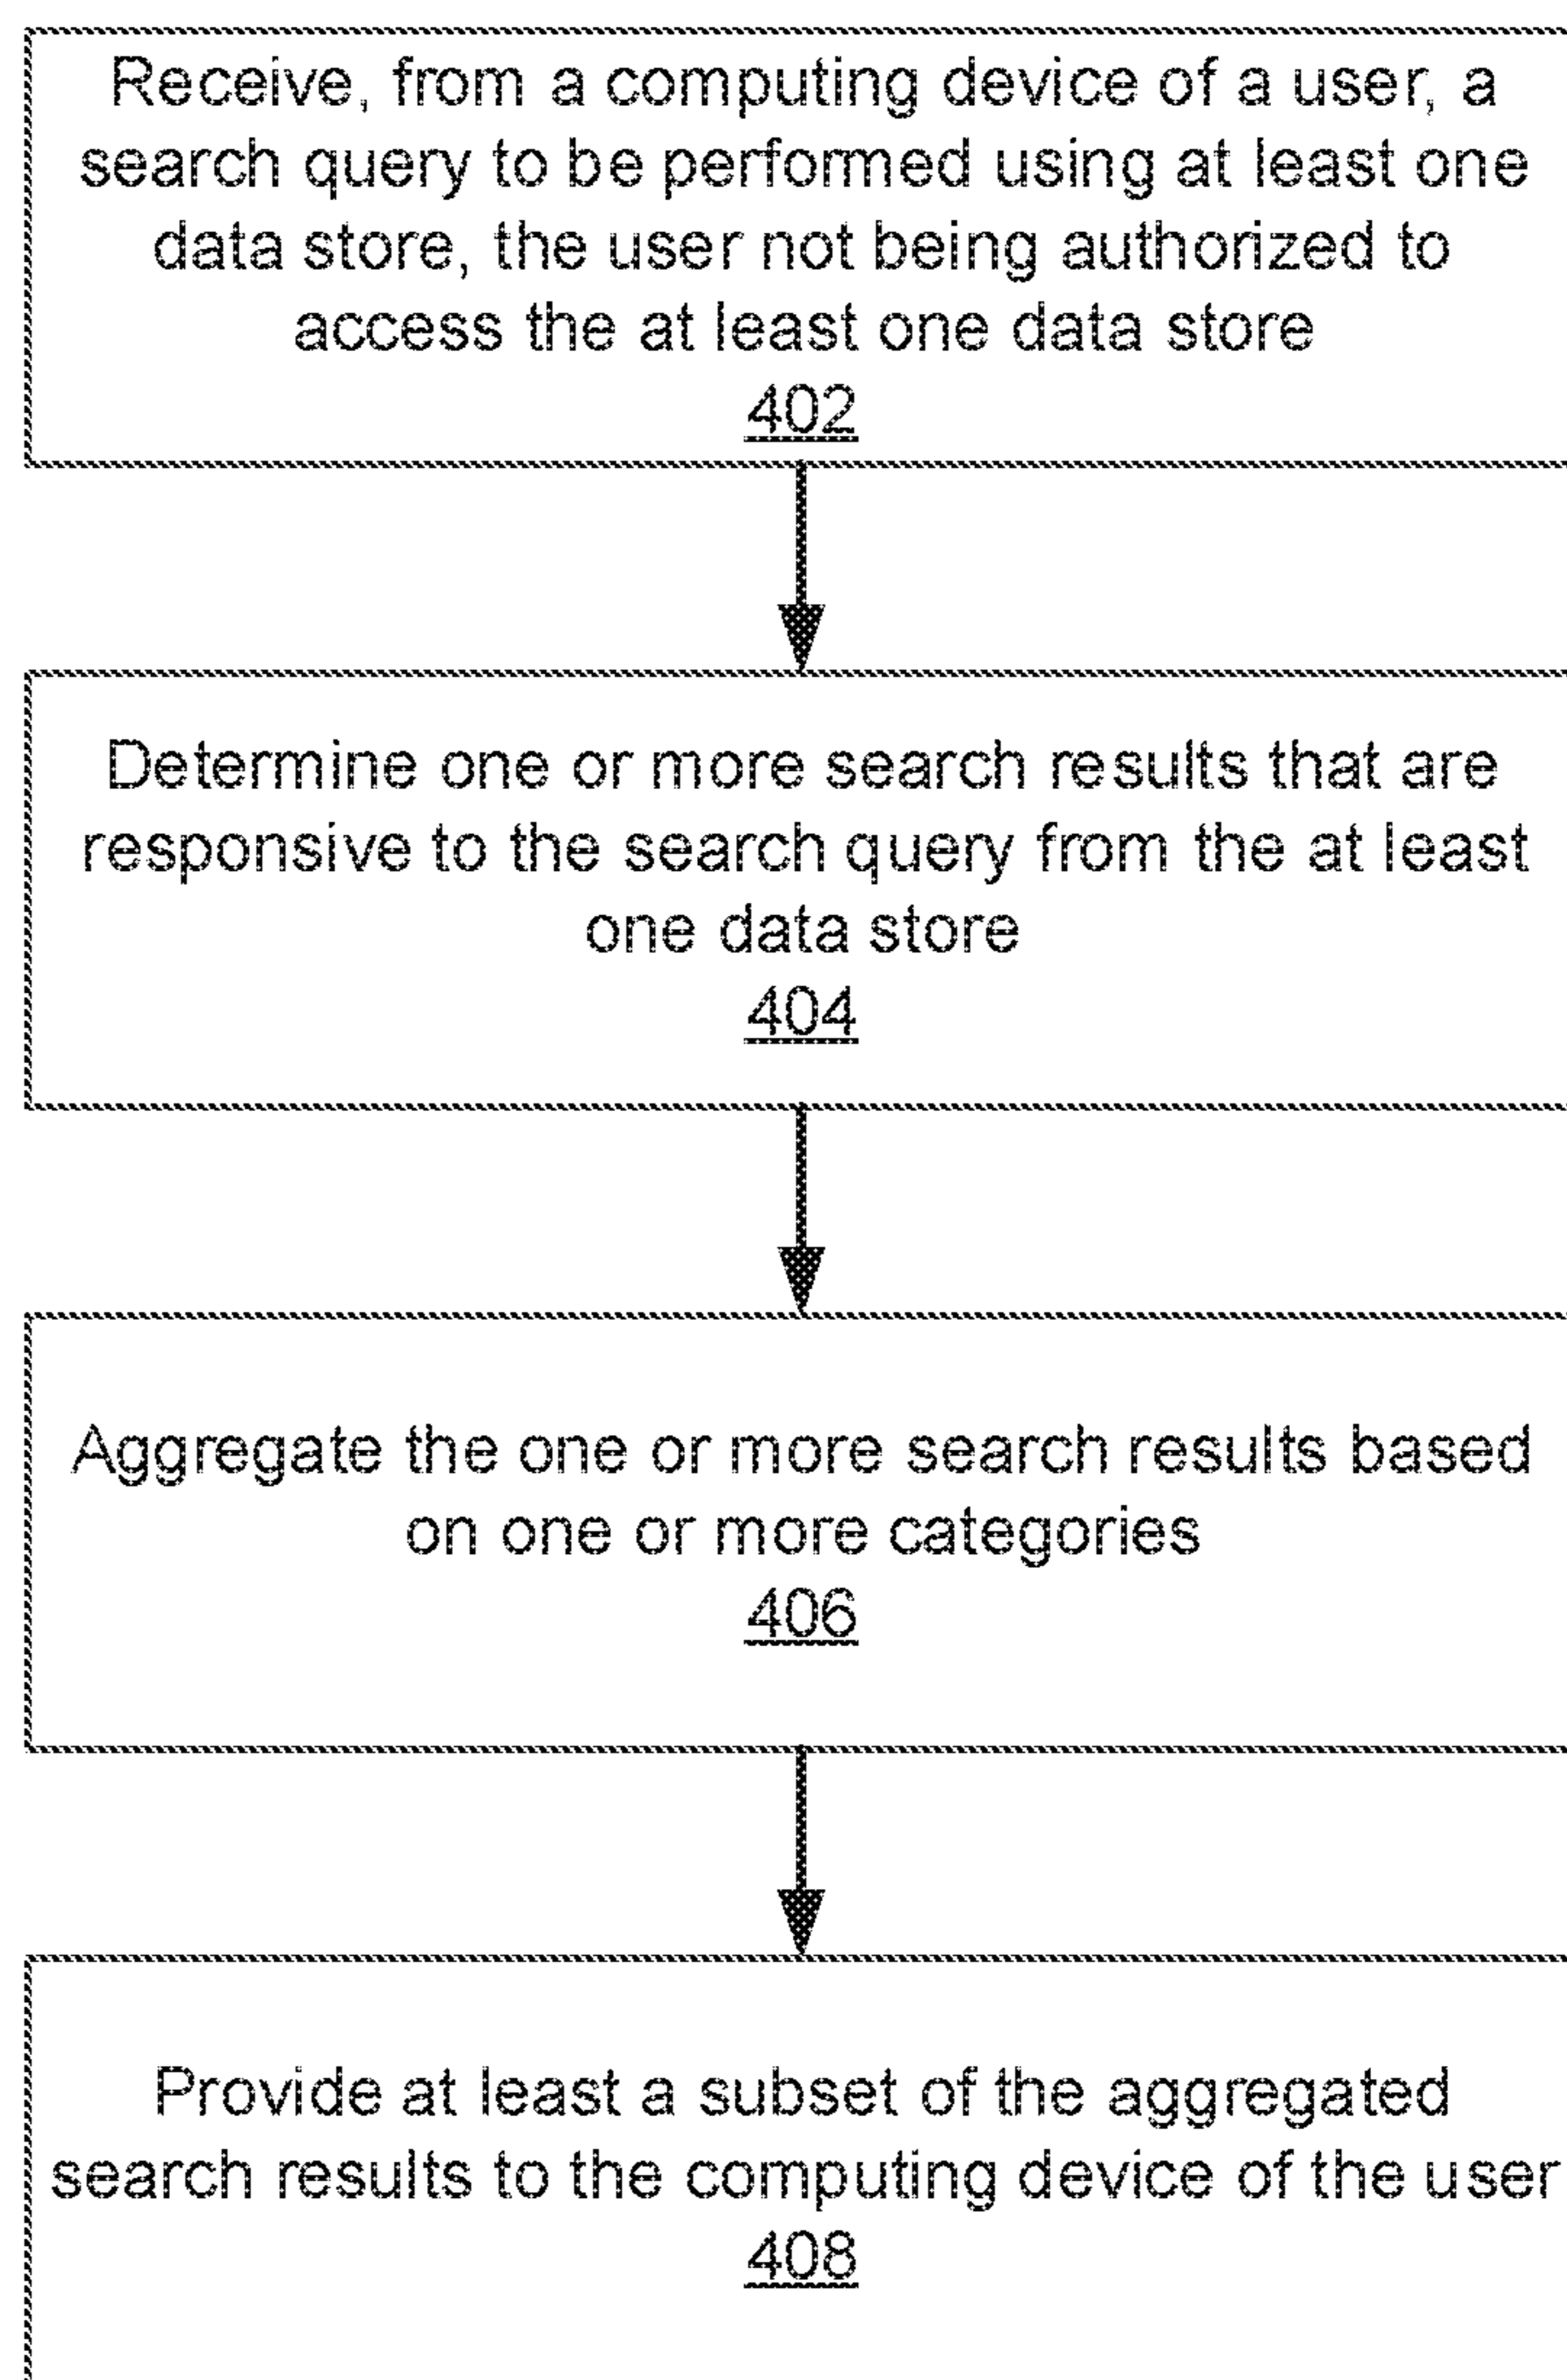 Receive, from a computing device of a user, a
search query to be performed using at least one
data store, the user not being authorized to
access the at least one data store
402
Determine one or more search results that are
responsive to the search query from the at least
one data store
404
Aggregate the one or more search results based
on one or more categories
406
Provide at least a subset of the aggregated
search results to the computing device of the user
408